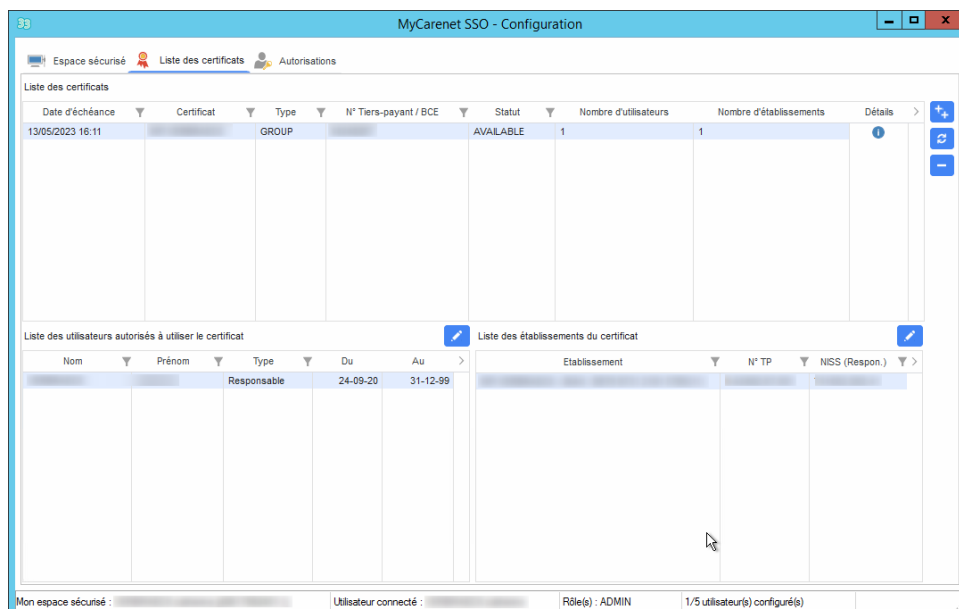 MyCarenet SSO - Configuration
Espace sécurisé Liste des certificats Autorisations
Liste des certificats
Date d'échéance Certificat Type N° Tiers-payant / BCE Statut Nombre d'utilisateurs Nombre d'établissements Détails
13/05/2023 16:11 GROUP AVAILABLE 1 1
Liste des utilisateurs autorisés à utiliser le certificat Liste des établissements du certificat
Nom Prénom Type Du Au Etablissement N° TP NISS (Respon.)
Responsable 24-09-20 31-12-99
Mon espace sécurisé : Utilisateur connecté : Rôle(s) : ADMIN 1/5 utilisateur(s) configuré(s)